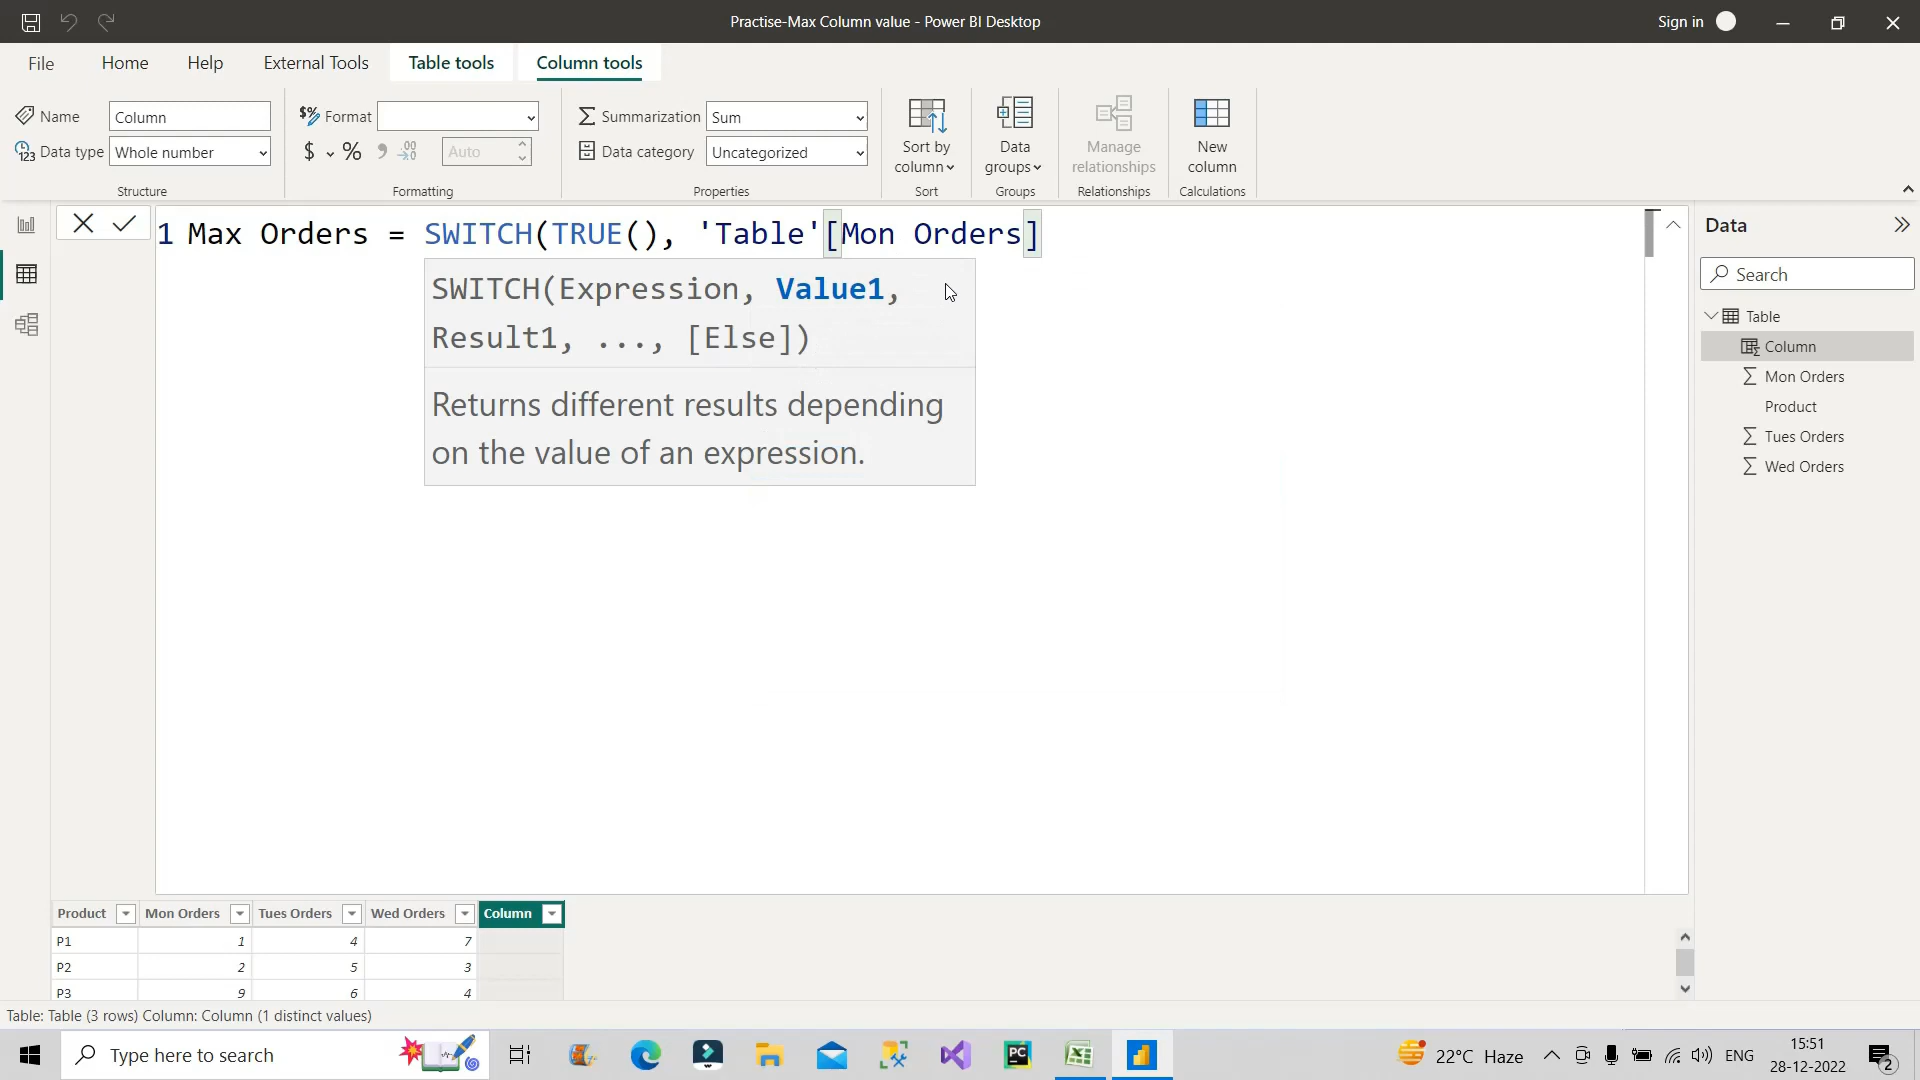 Practise-Max Column value - Power BI Desktop
Sign in
File
Home
Help
External Tools
Table tools
Column tools
Name
Column
Data type
Whole number
Structure
Format
$ % Auto
Formatting
Summarization
Sum
Data category
Uncategorized
Properties
Sort by
column
Sort
Data
groups
Groups
Manage
relationships
Relationships
New
column
Calculations
1 Max Orders = SWITCH(TRUE(), 'Table'[Mon Orders]
SWITCH(Expression, Value1,
Result1, ..., [Else])
Returns different results depending
on the value of an expression.
Data
Search
Table
Column
Mon Orders
Product
Tues Orders
Wed Orders
Product Mon Orders Tues Orders Wed Orders Column
P1 1 4 7
P2 2 5 3
P3 9 6 4
Table: Table (3 rows) Column: Column (1 distinct values)
Type here to search
PC
22°C Haze
ENG
15:51
28-12-2022
2